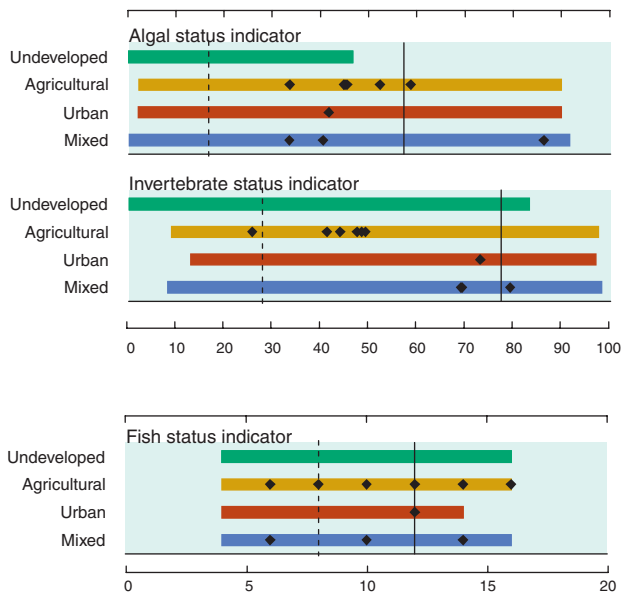 Algal status indicator
Undeveloped
Agricultural
Urban
Mixed
Invertebrate status indicator
Undeveloped
Agricultural
Urban
Mixed
0 10 20 30 40 50 60 70 80 90 100
Fish status indicator
Undeveloped
Agricultural
Urban
Mixed
0 5 10 15 20